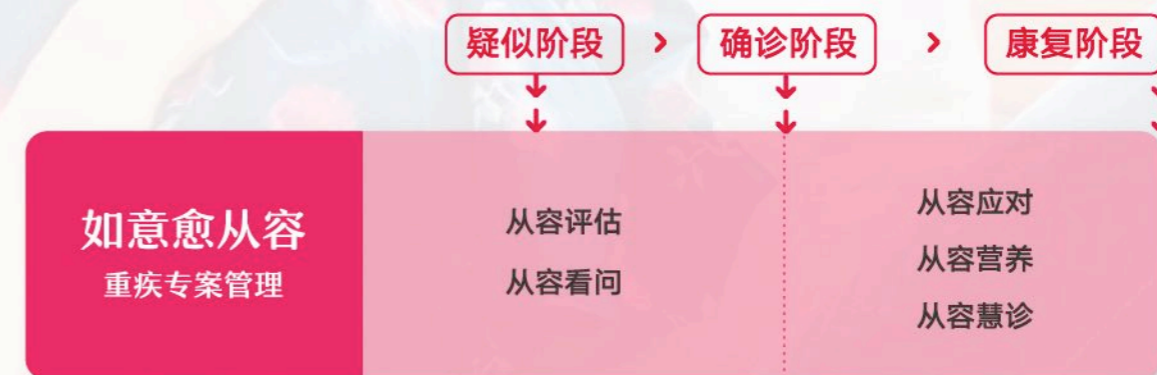 疑似阶段 > 确诊阶段 > 康复阶段
如意愈从容
重疾专案管理
从容评估
从容看问
从容应对
从容营养
从容慧诊